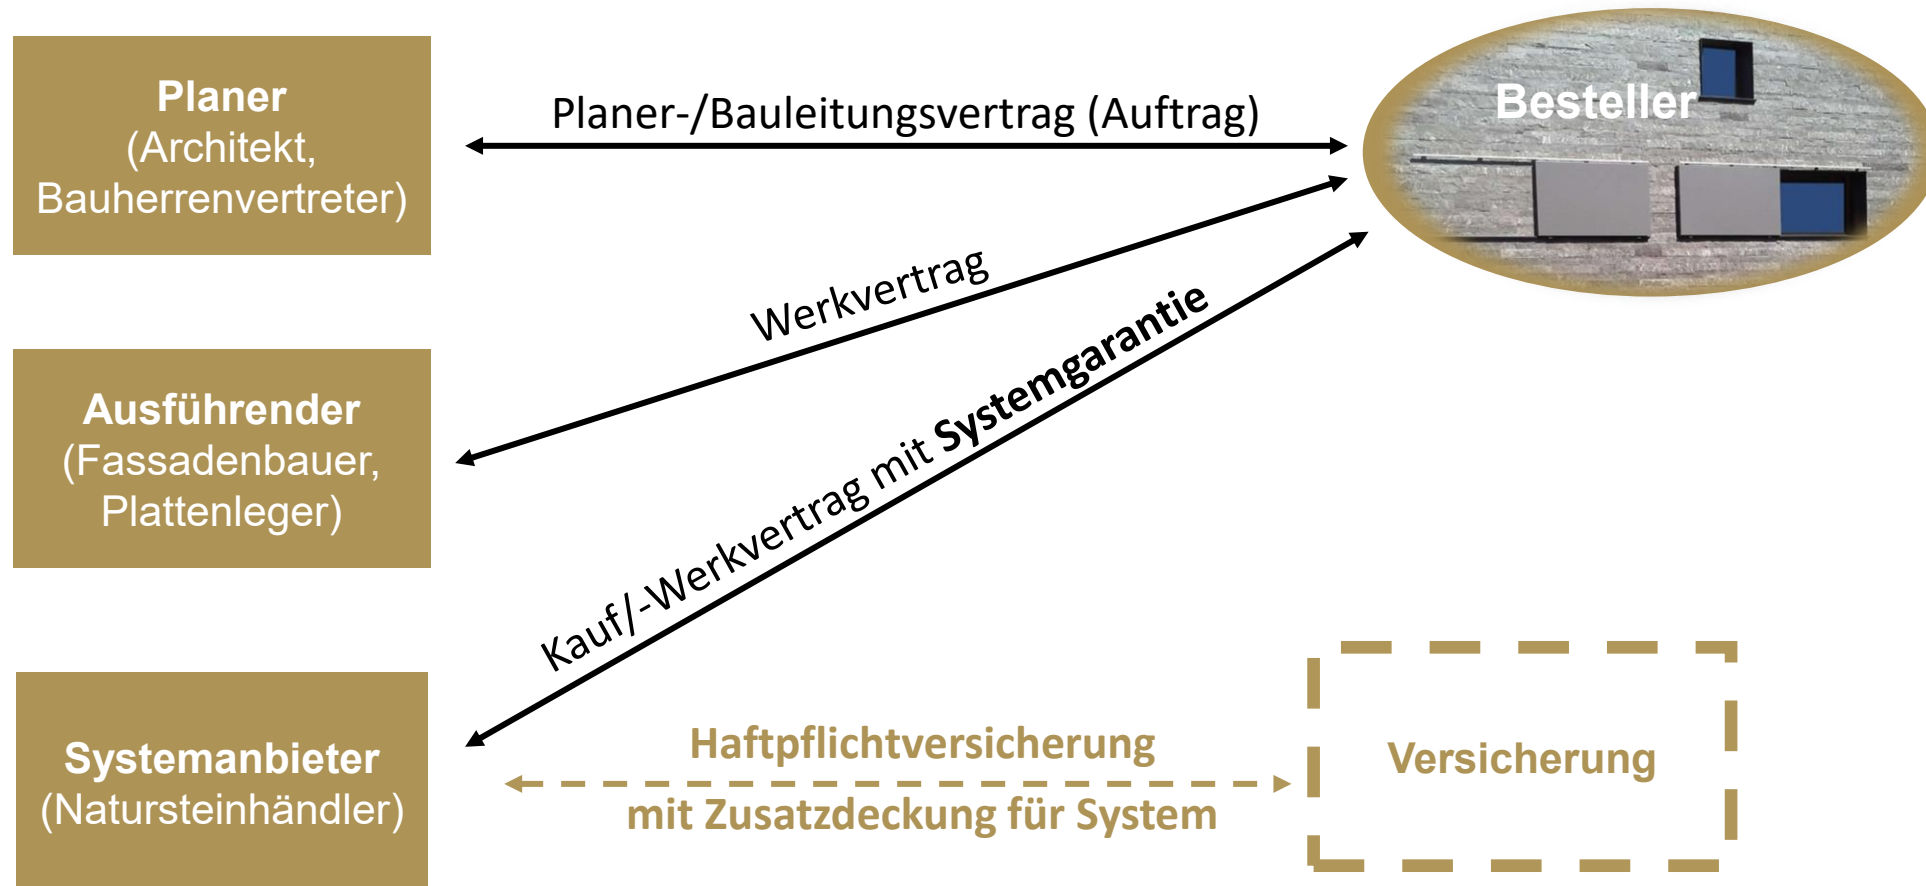 Planer
(Architekt,
Bauherrenvertreter)
Planer-/Bauleitungsvertrag (Auftrag)
Besteller
Werkvertrag
Ausführender
(Fassadenbauer,
Plattenleger)
Kauf/-Werkvertrag mit Systemgarantie
Systemanbieter
(Natursteinhändler)
Haftpflichtversicherung
mit Zusatzdeckung für System
Versicherung